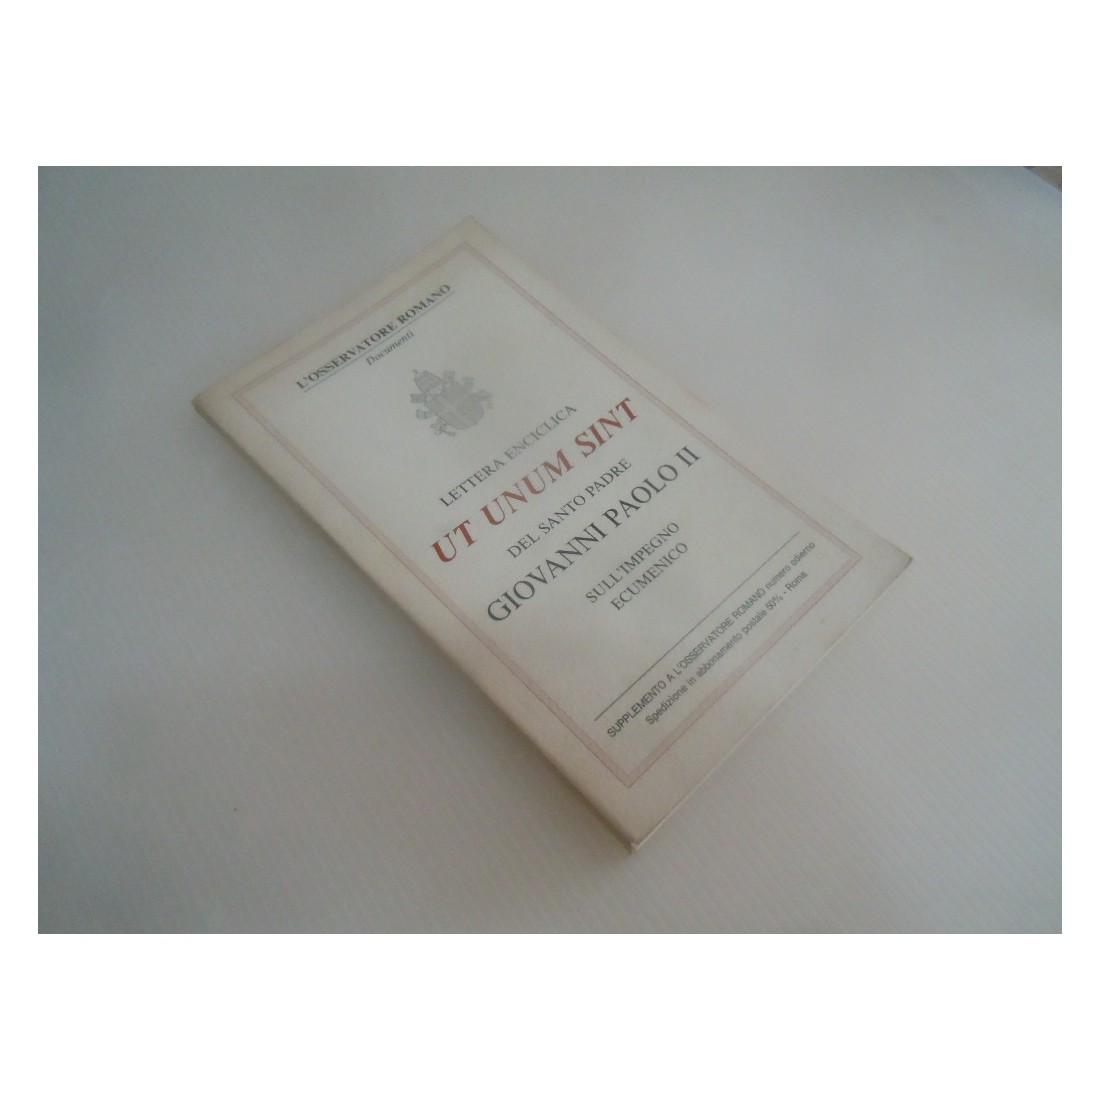 L'OSSERVATORE ROMANO
Documenti
LETTERA ENCICLICA
UT UNUM SINT
DEL SANTO PADRE
GIOVANNI PAOLO II
SULL'IMPEGNO
ECUMENICO
SUPPLEMENTO A L'OSSERVATORE ROMANO numero odierno
Spedizione in abbonamento postale 50% - Roma